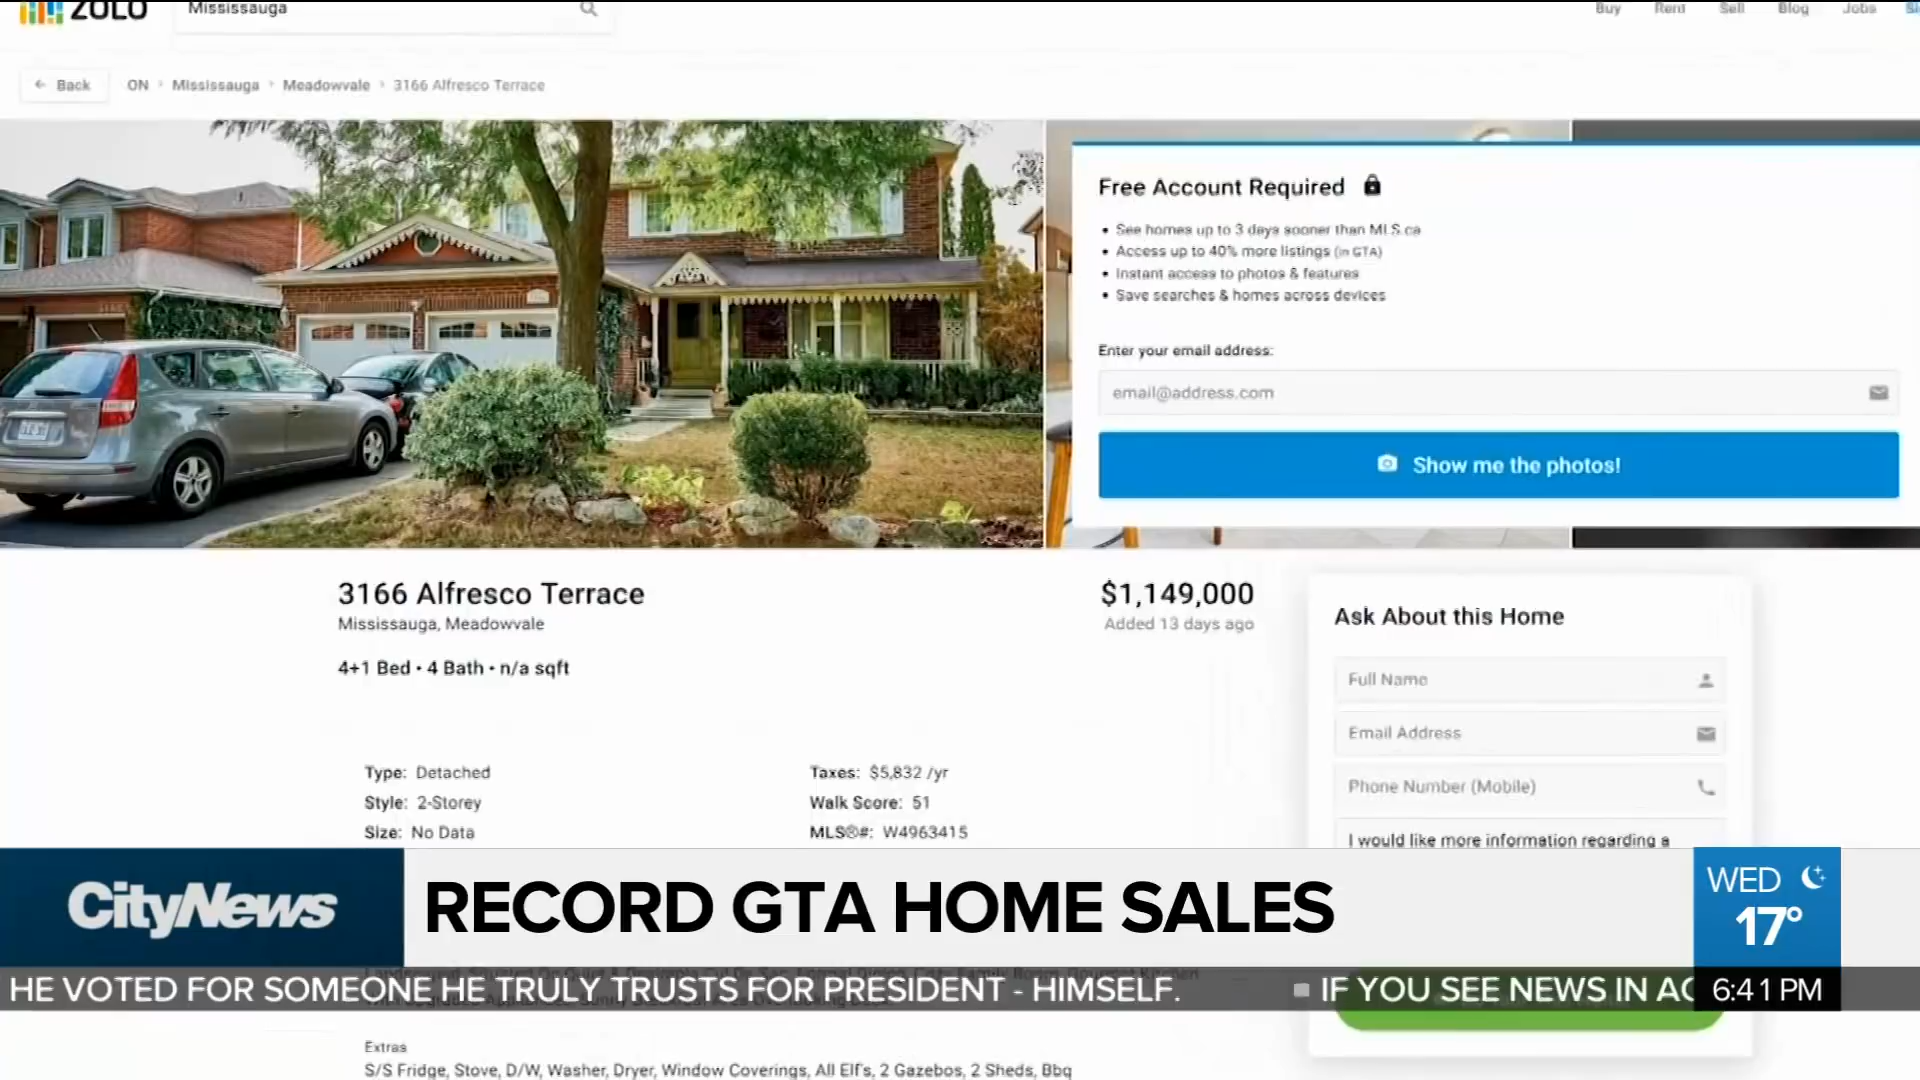 ZOLO
Mississauga
Buy Rent Sell Blog Jobs
Back ON Mississauga Meadowvale 3166 Alfresco Terrace
Free Account Required
• See homes up to 3 days sooner than MLS.ca
• Access up to 40% more listings (in GTA)
• Instant access to photos & features
• Save searches & homes across devices
Enter your email address:
email@address.com
Show me the photos!
3166 Alfresco Terrace
Mississauga, Meadowvale
4+1 Bed • 4 Bath • n/a sqft
$1,149,000
Added 13 days ago
Type: Detached
Style: 2-Storey
Size: No Data
Taxes: $5,832 /yr
Walk Score: 51
MLS®#: W4963415
Ask About this Home
Full Name
Email Address
Phone Number (Mobile)
I would like more information regarding a
CityNews
RECORD GTA HOME SALES
WED
17°
6:41 PM
HE VOTED FOR SOMEONE HE TRULY TRUSTS FOR PRESIDENT - HIMSELF.
IF YOU SEE NEWS IN AC
Extras
S/S Fridge, Stove, D/W, Washer, Dryer, Window Coverings, All Elf's, 2 Gazebos, 2 Sheds, Bbq